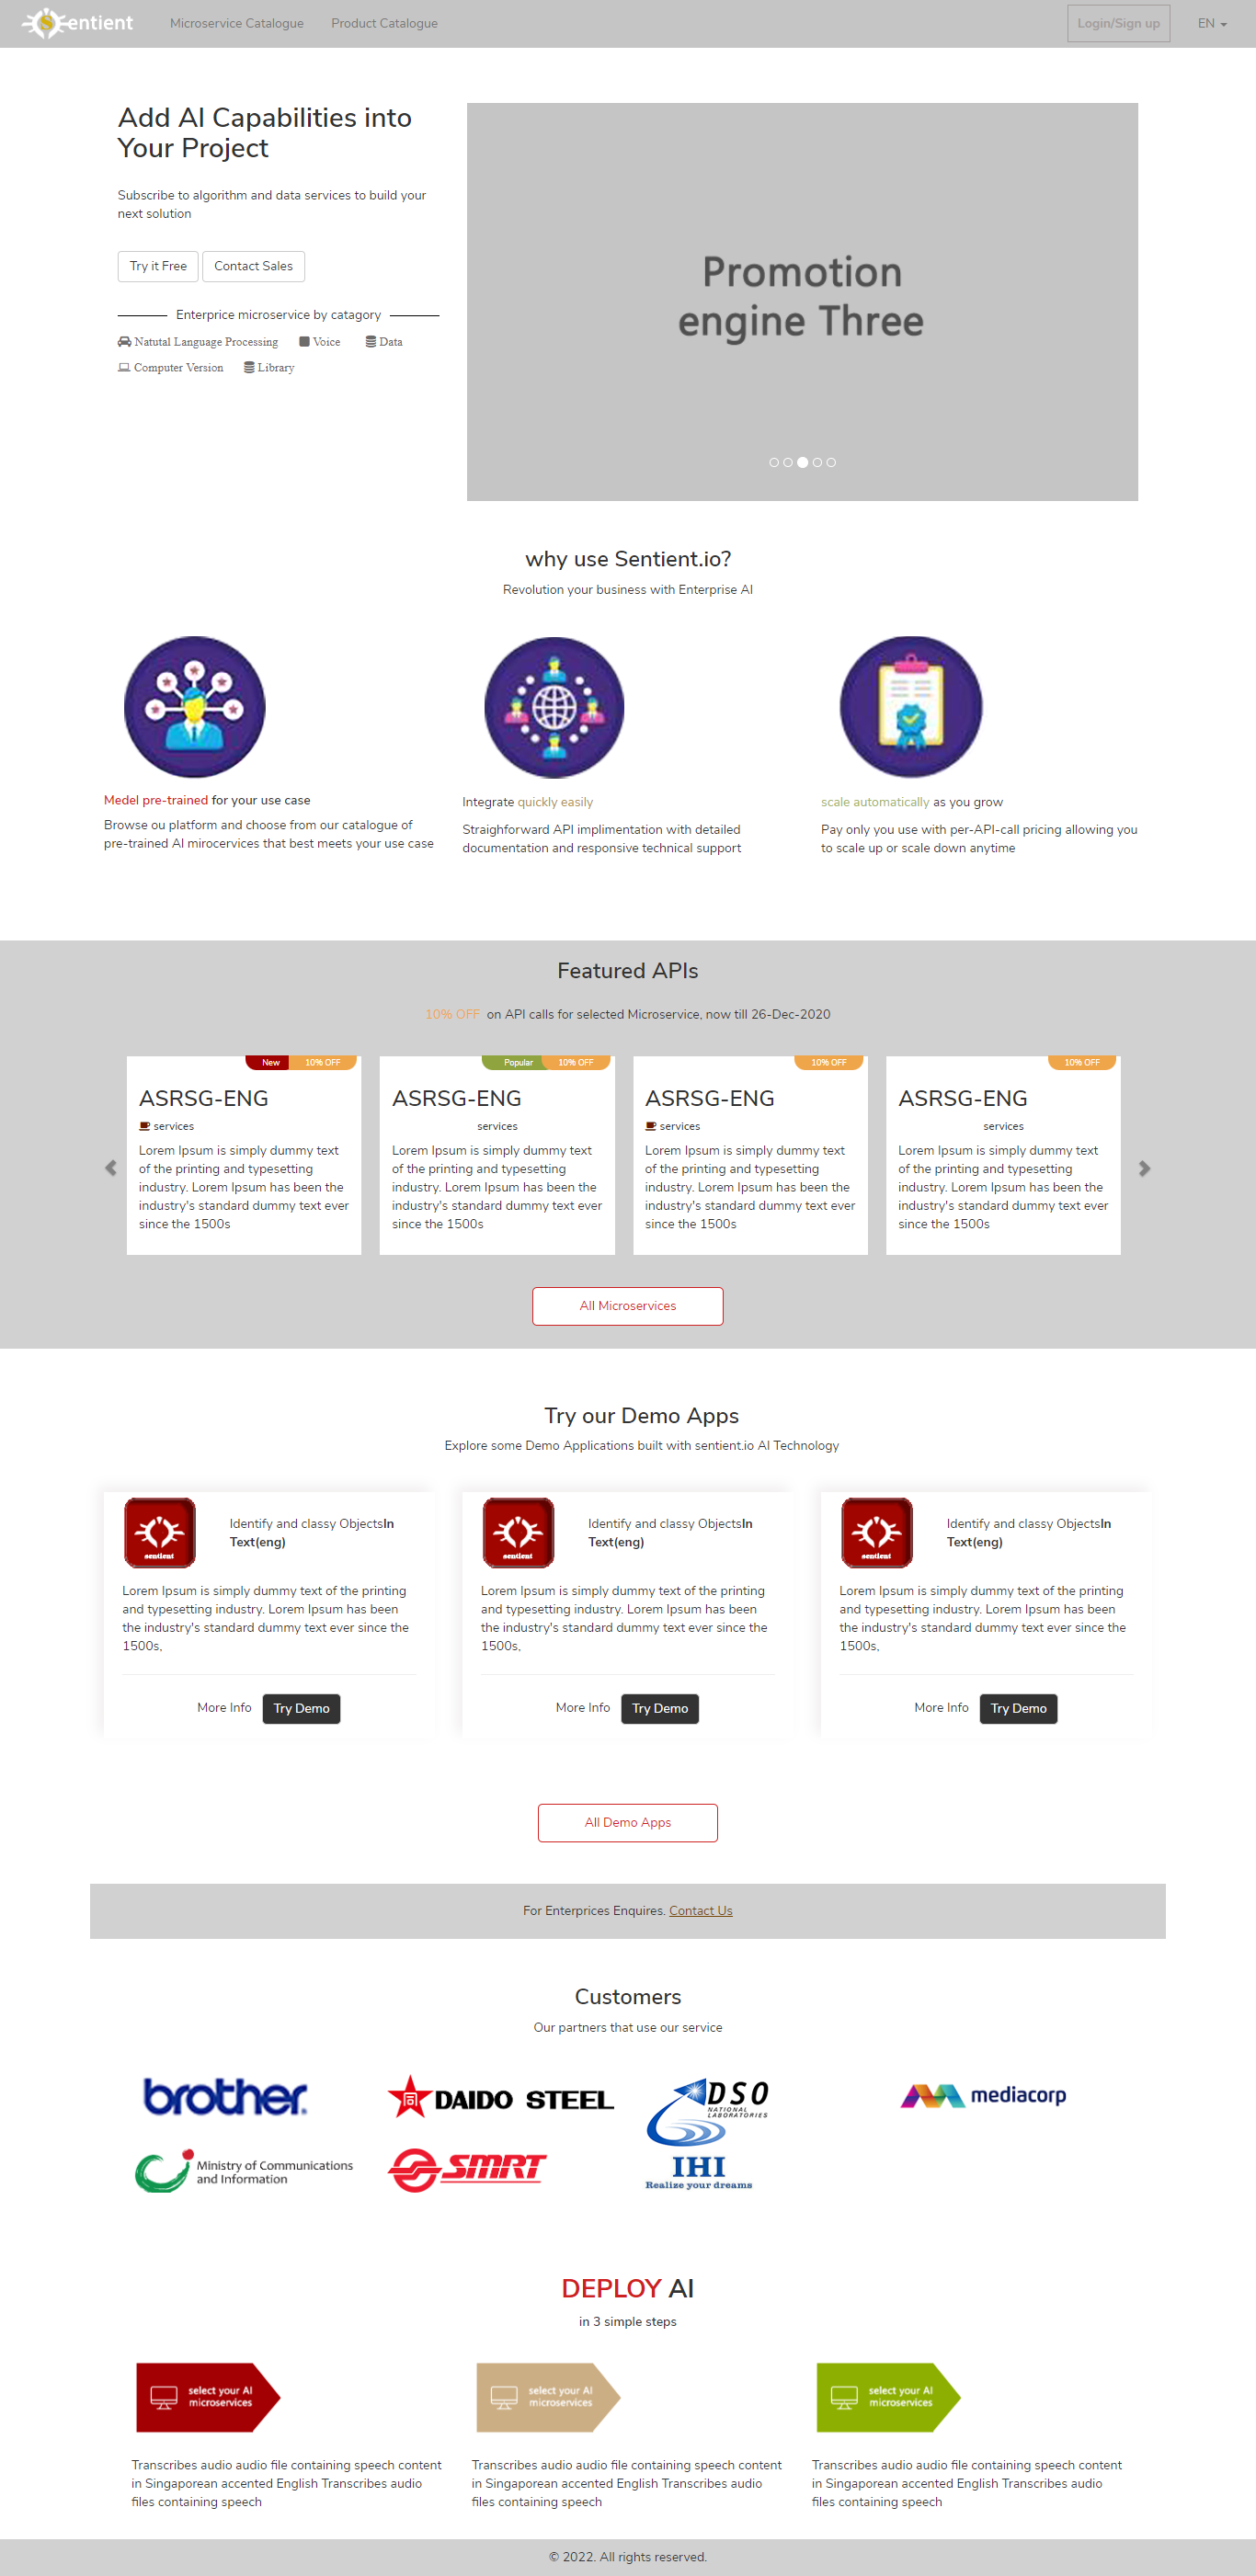 Sentient
Microservice Catalogue
Product Catalogue
Login/Sign up
EN
Add AI Capabilities into
Your Project
Subscribe to algorithm and data services to build your
next solution
Try it Free
Contact Sales
Enterprice microservice by catagory
Natutal Language Processing
Voice
Data
Computer Version
Library
Promotion
engine Three
why use Sentient.io?
Revolution your business with Enterprise AI
Medel pre-trained for your use case
Browse ou platform and choose from our catalogue of
pre-trained AI mirocervices that best meets your use case
Integrate quickly easily
Straighforward API implimentation with detailed
documentation and responsive technical support
scale automatically as you grow
Pay only you use with per-API-call pricing allowing you
to scale up or scale down anytime
Featured APIs
10% OFF on API calls for selected Microservice, now till 26-Dec-2020
New
10% OFF
ASRSG-ENG
services
Lorem Ipsum is simply dummy text
of the printing and typesetting
industry. Lorem Ipsum has been the
industry's standard dummy text ever
since the 1500s
Popular
10% OFF
ASRSG-ENG
services
Lorem Ipsum is simply dummy text
of the printing and typesetting
industry. Lorem Ipsum has been the
industry's standard dummy text ever
since the 1500s
10% OFF
ASRSG-ENG
services
Lorem Ipsum is simply dummy text
of the printing and typesetting
industry. Lorem Ipsum has been the
industry's standard dummy text ever
since the 1500s
10% OFF
ASRSG-ENG
services
Lorem Ipsum is simply dummy text
of the printing and typesetting
industry. Lorem Ipsum has been the
industry's standard dummy text ever
since the 1500s
All Microservices
Try our Demo Apps
Explore some Demo Applications built with sentient.io AI Technology
sentient
Identify and classy ObjectsIn
Text(eng)
Lorem Ipsum is simply dummy text of the printing
and typesetting industry. Lorem Ipsum has been
the industry's standard dummy text ever since the
1500s,
More Info
Try Demo
sentient
Identify and classy ObjectsIn
Text(eng)
Lorem Ipsum is simply dummy text of the printing
and typesetting industry. Lorem Ipsum has been
the industry's standard dummy text ever since the
1500s,
More Info
Try Demo
sentient
Identify and classy ObjectsIn
Text(eng)
Lorem Ipsum is simply dummy text of the printing
and typesetting industry. Lorem Ipsum has been
the industry's standard dummy text ever since the
1500s,
More Info
Try Demo
All Demo Apps
For Enterprices Enquires. Contact Us
Customers
Our partners that use our service
brother
DAIDO STEEL
DSO
NATIONAL
LABORATORIES
mediacorp
Ministry of Communications
and Information
SMRT
IHI
Realize your dreams
DEPLOY AI
in 3 simple steps
select your AI
microservices
select your AI
microservices
select your AI
microservices
Transcribes audio audio file containing speech content
in Singaporean accented English Transcribes audio
files containing speech
Transcribes audio audio file containing speech content
in Singaporean accented English Transcribes audio
files containing speech
Transcribes audio audio file containing speech content
in Singaporean accented English Transcribes audio
files containing speech
© 2022. All rights reserved.